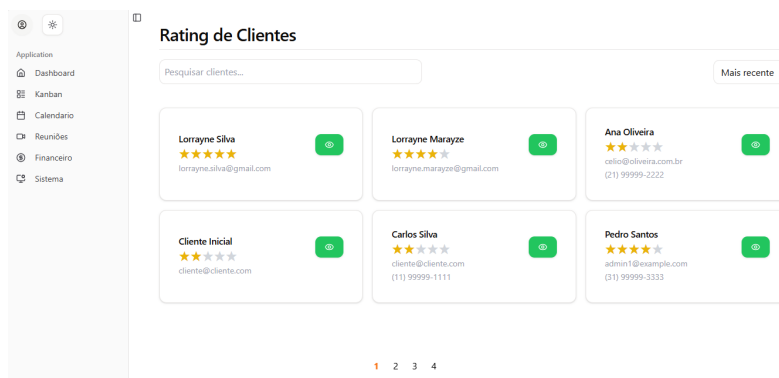 Application
Dashboard
Kanban
Calendario
Reuniões
Financeiro
Sistema
Rating de Clientes
Pesquisar clientes...
Mais recente
Lorrayne Silva
lorrayne.silva@gmail.com
Lorrayne Marayze
lorrayne.marayze@gmail.com
Ana Oliveira
celio@oliveira.com.br
(21) 99999-2222
Cliente Inicial
cliente@cliente.com
Carlos Silva
cliente@cliente.com
(11) 99999-1111
Pedro Santos
admin1@example.com
(31) 99999-3333
1 2 3 4